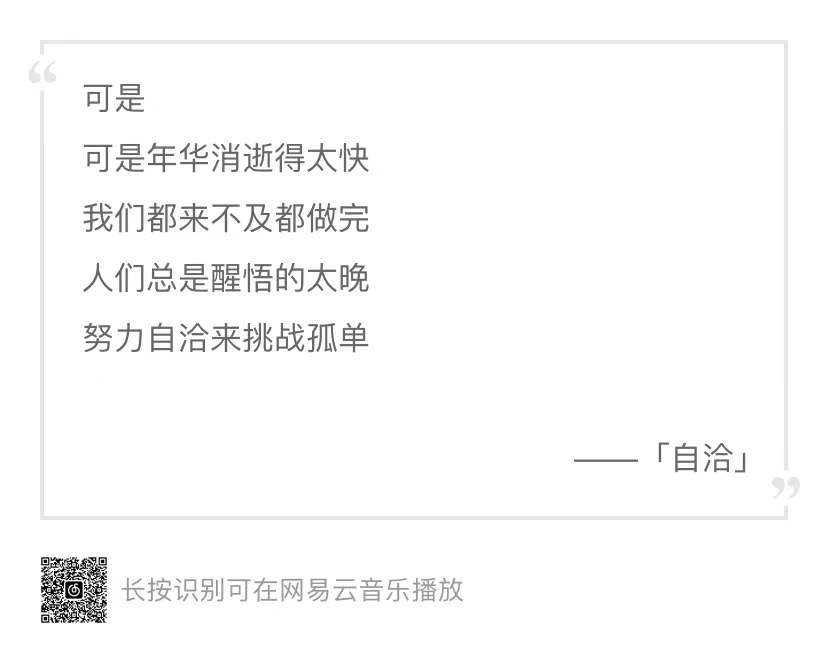 “
可是
可是年华消逝得太快
我们都来不及都做完
人们总是醒悟的太晚
努力自洽来挑战孤单
——「自洽」
”
长按识别可在网易云音乐播放